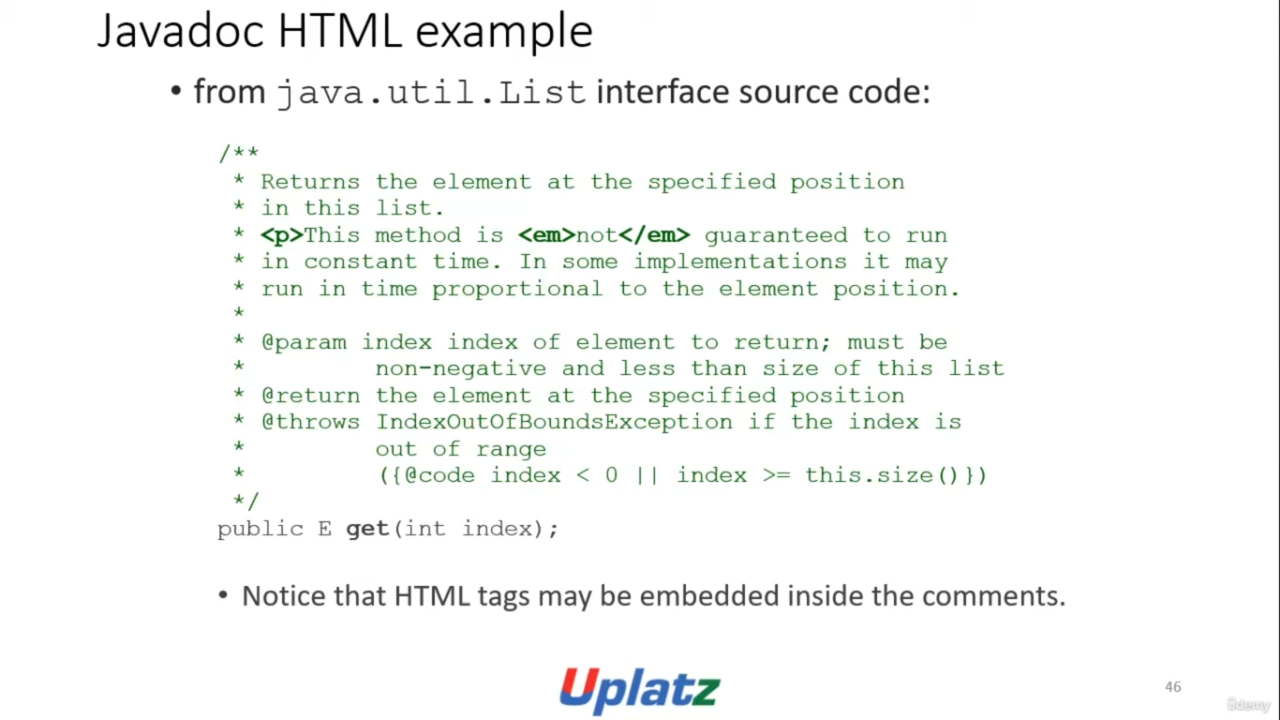 Javadoc HTML example
• from java.util.List interface source code:
/**
* Returns the element at the specified position
* in this list.
* <p>This method is <em>not</em> guaranteed to run
* in constant time. In some implementations it may
* run in time proportional to the element position.
*
* @param index index of element to return; must be
* non-negative and less than size of this list
* @return the element at the specified position
* @throws IndexOutOfBoundsException if the index is
* out of range
* ({@code index < 0 || index >= this.size()})
*/
public E get(int index);
• Notice that HTML tags may be embedded inside the comments.
Uplatz
46
ûdemy